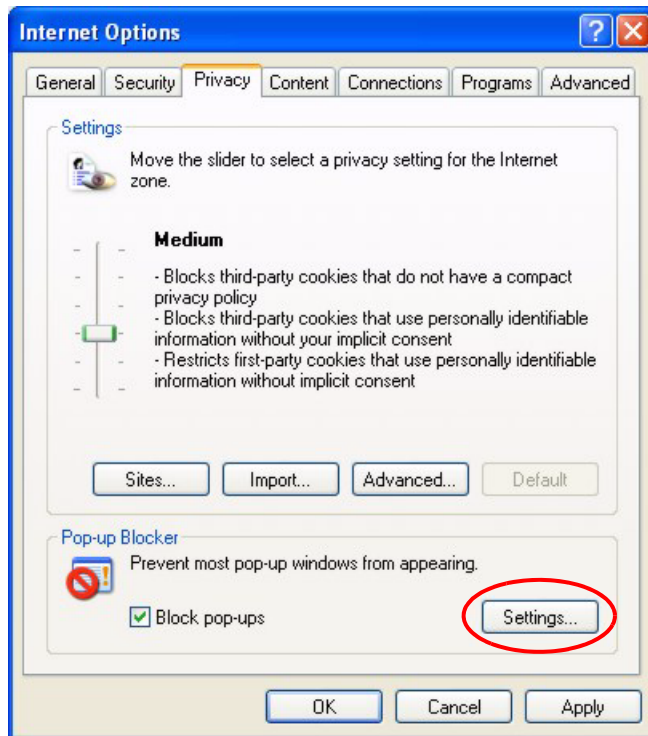 Internet Options
General Security Privacy Content Connections Programs Advanced
Settings
Move the slider to select a privacy setting for the Internet
zone.
Medium
- Blocks third-party cookies that do not have a compact
privacy policy
- Blocks third-party cookies that use personally identifiable
information without your implicit consent
- Restricts first-party cookies that use personally identifiable
information without implicit consent
Sites... Import... Advanced... Default
Pop-up Blocker
Prevent most pop-up windows from appearing.
Block pop-ups Settings...
OK Cancel Apply